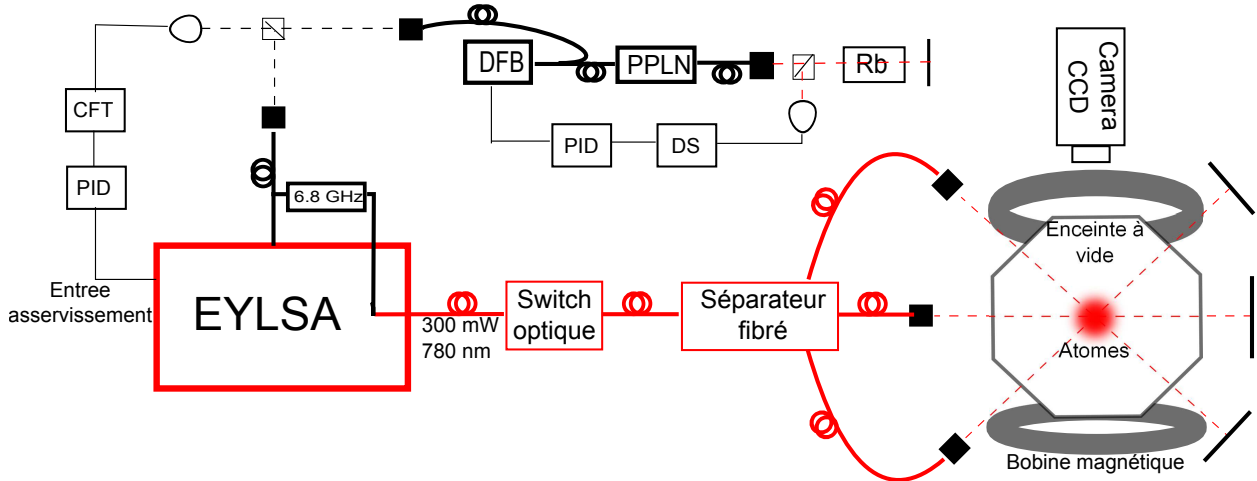 DFB
PPLN
Rb
Camera
CCD
CFT
PID
DS
PID
6.8 GHz
Enceinte à
vide
Entree
asservissement
EYLSA
300 mW
780 nm
Switch
optique
Séparateur
fibré
Atomes
Bobine magnétique